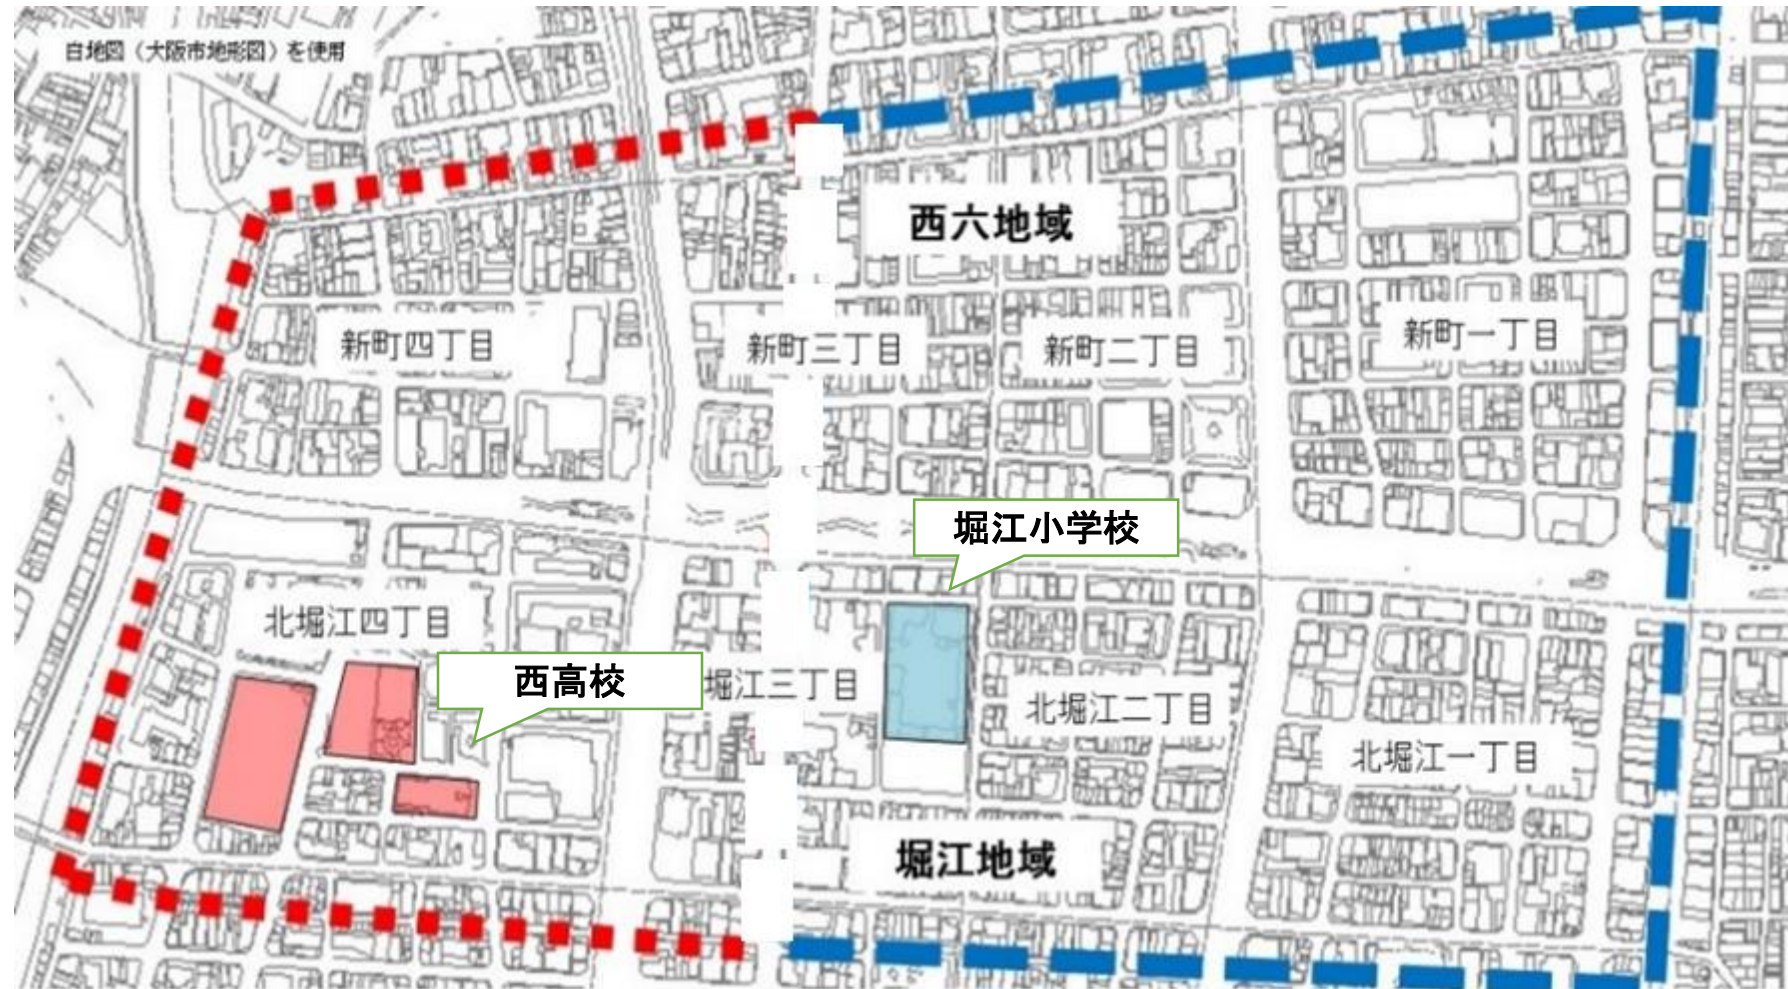 白地図（大阪市地形図）を使用
西六地域
新町四丁目
新町三丁目
新町二丁目
新町一丁目
堀江小学校
北堀江四丁目
西高校
堀江三丁目
北堀江二丁目
北堀江一丁目
堀江地域